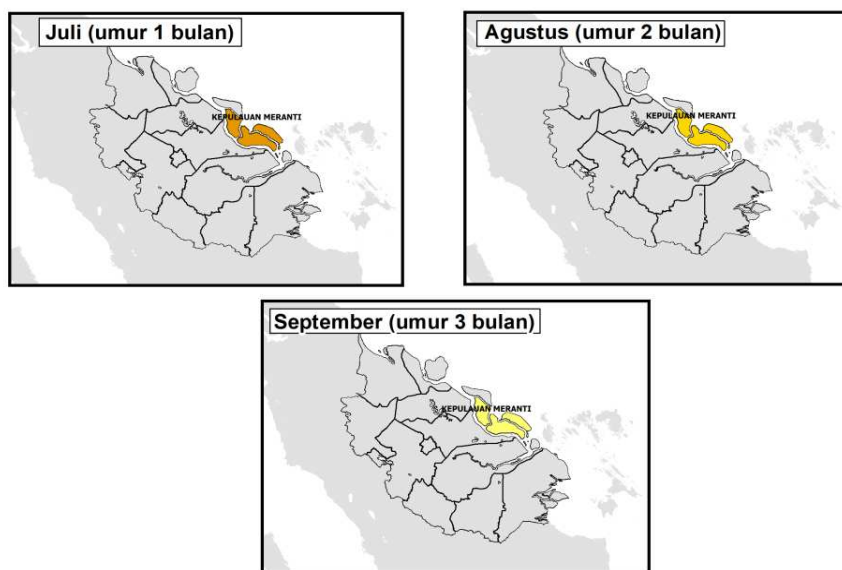 Juli (umur 1 bulan)
KEPULAUAN MERANTI
Agustus (umur 2 bulan)
KEPULAUAN MERANTI
September (umur 3 bulan)
KEPULAUAN MERANTI